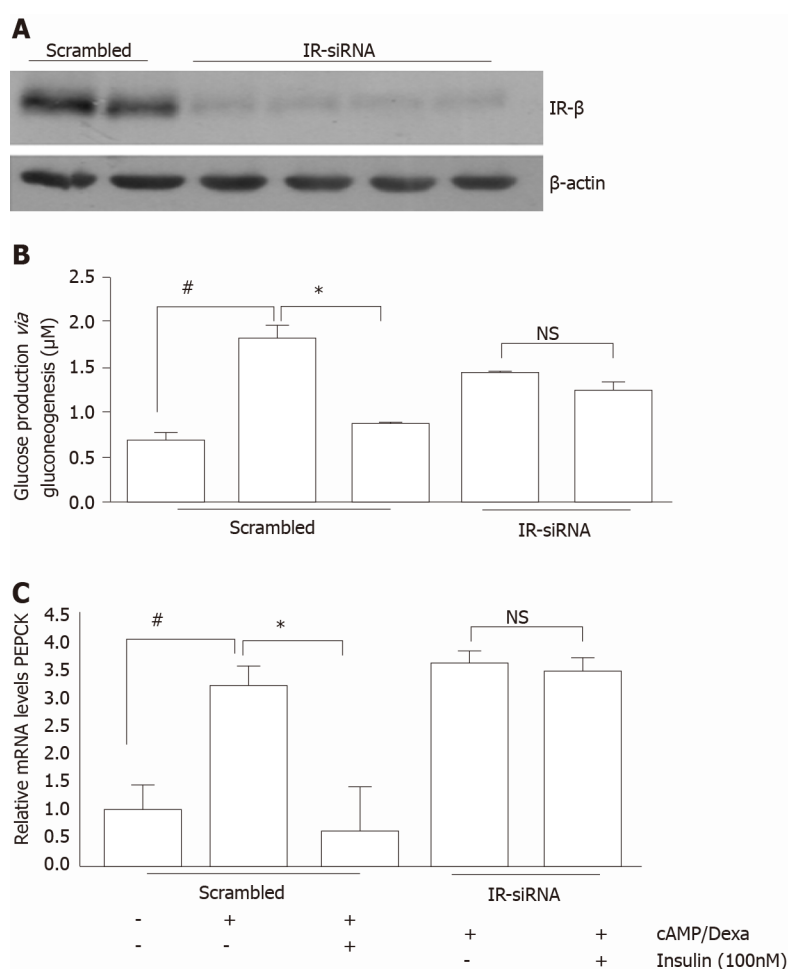 A
Scrambled IR-siRNA
IR-β
β-actin
B
Glucose production via
gluconeogenesis (µM)
2.5
2.0
1.5
1.0
0.5
0.0
# * NS
Scrambled IR-siRNA
C
Relative mRNA levels PEPCK
4.5
4.0
3.5
3.0
2.5
2.0
1.5
1.0
0.5
0.0
# * NS
Scrambled IR-siRNA
- + + + + cAMP/Dexa
- - + - + Insulin (100nM)